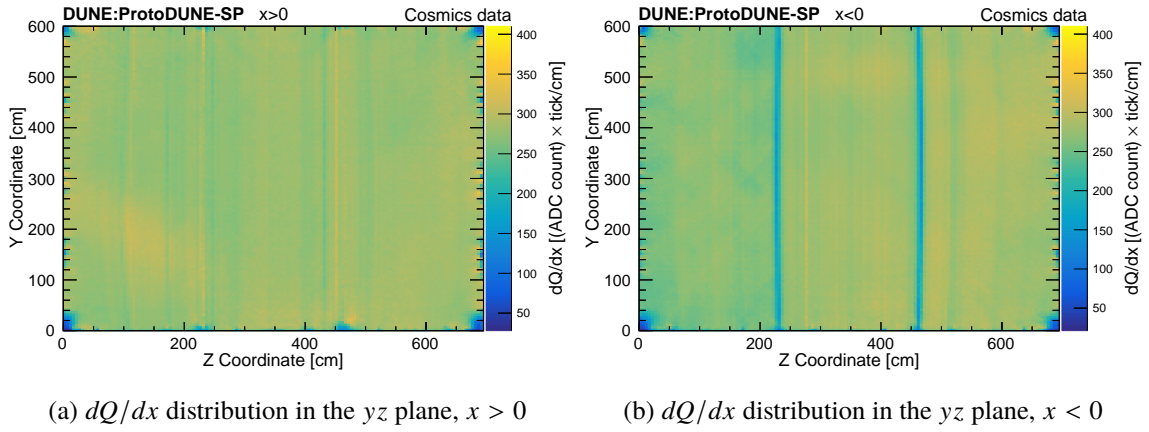 DUNE:ProtoDUNE-SP x>0 Cosmics data
600
500
400
300
200
100
0
0 200 400 600
Z Coordinate [cm]
Y Coordinate [cm]
400
350
300
250
200
150
100
50
dQ/dx [(ADC count) × tick/cm]
DUNE:ProtoDUNE-SP x<0 Cosmics data
600
500
400
300
200
100
0
0 200 400 600
Z Coordinate [cm]
Y Coordinate [cm]
400
350
300
250
200
150
100
50
dQ/dx [(ADC count) × tick/cm]
(a) dQ/dx distribution in the yz plane, x > 0
(b) dQ/dx distribution in the yz plane, x < 0